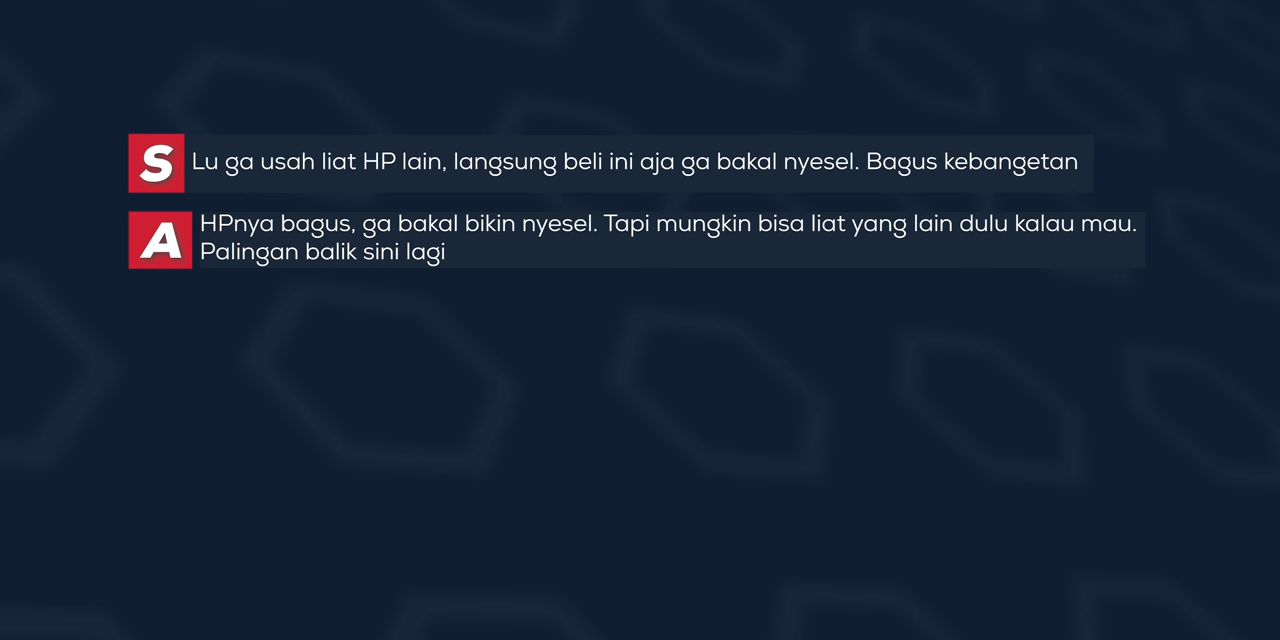 S Lu ga usah liat HP lain, langsung beli ini aja ga bakal nyesel. Bagus kebangetan
A HPnya bagus, ga bakal bikin nyesel. Tapi mungkin bisa liat yang lain dulu kalau mau.
Palingan balik sini lagi